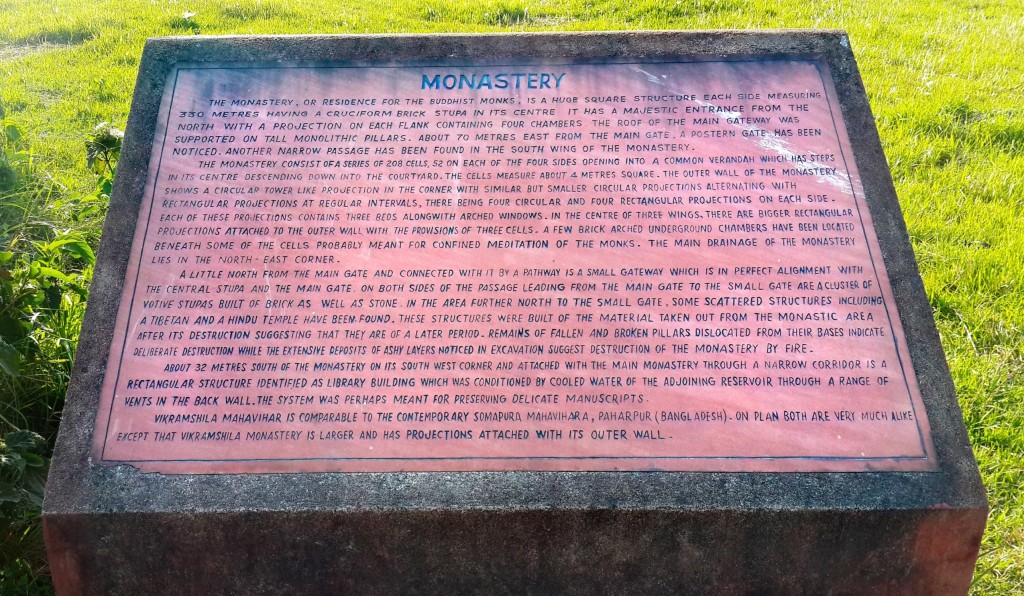 MONASTERY
THE MONASTERY, OR RESIDENCE FOR THE BUDDHIST MONKS, IS A HUGE SQUARE STRUCTURE EACH SIDE MEASURING
330 METRES HAVING A CRUCIFORM BRICK STUPA IN ITS CENTRE IT HAS A MAJESTIC ENTRANCE FROM THE
NORTH WITH A PROJECTION ON EACH FLANK CONTAINING FOUR CHAMBERS THE ROOF OF THE MAIN GATEWAY WAS
SUPPORTED ON TALL MONOLITHIC PILLARS. ABOUT 70 METRES EAST FROM THE MAIN GATE, A POSTERN GATE HAS BEEN
NOTICED. ANOTHER NARROW PASSAGE HAS BEEN FOUND IN THE SOUTH WING OF THE MONASTERY.
THE MONASTERY CONSIST OF A SERIES OF 208 CELLS, 52 ON EACH OF THE FOUR SIDES OPENING INTO A COMMON VERANDAH WHICH HAS STEPS
IN ITS CENTRE DESCENDING DOWN INTO THE COURTYARD. THE CELLS MEASURE ABOUT 4 METRES SQUARE. THE OUTER WALL OF THE MONASTERY
SHOWS A CIRCULAR TOWER LIKE PROJECTION IN THE CORNER WITH SIMILAR BUT SMALLER CIRCULAR PROJECTIONS ALTERNATING WITH
RECTANGULAR PROJECTIONS AT REGULAR INTERVALS, THERE BEING FOUR CIRCULAR AND FOUR RECTANGULAR PROJECTIONS ON EACH SIDE.
EACH OF THESE PROJECTIONS CONTAINS THREE BEDS ALONGWITH ARCHED WINDOWS. IN THE CENTRE OF THREE WINGS, THERE ARE BIGGER RECTANGULAR
PROJECTIONS ATTACHED TO THE OUTER WALL WITH THE PROVISIONS OF THREE CELLS. A FEW BRICK ARCHED UNDERGROUND CHAMBERS HAVE BEEN LOCATED
BENEATH SOME OF THE CELLS PROBABLY MEANT FOR CONFINED MEDITATION OF THE MONKS. THE MAIN DRAINAGE OF THE MONASTERY
LIES IN THE NORTH-EAST CORNER.
A LITTLE NORTH FROM THE MAIN GATE AND CONNECTED WITH IT BY A PATHWAY IS A SMALL GATEWAY WHICH IS IN PERFECT ALIGNMENT WITH
THE CENTRAL STUPA AND THE MAIN GATE. ON BOTH SIDES OF THE PASSAGE LEADING FROM THE MAIN GATE TO THE SMALL GATE ARE A CLUSTER OF
VOTIVE STUPAS BUILT OF BRICK AS WELL AS STONE. IN THE AREA FURTHER NORTH TO THE SMALL GATE, SOME SCATTERED STRUCTURES INCLUDING
A TIBETAN AND A HINDU TEMPLE HAVE BEEN FOUND. THESE STRUCTURES WERE BUILT OF THE MATERIAL TAKEN OUT FROM THE MONASTIC AREA
AFTER ITS DESTRUCTION SUGGESTING THAT THEY ARE OF A LATER PERIOD. REMAINS OF FALLEN AND BROKEN PILLARS DISLOCATED FROM THEIR BASES INDICATE
DELIBERATE DESTRUCTION WHILE THE EXTENSIVE DEPOSITS OF ASHY LAYERS NOTICED IN EXCAVATION SUGGEST DESTRUCTION OF THE MONASTERY BY FIRE.
ABOUT 32 METRES SOUTH OF THE MONASTERY ON ITS SOUTH WEST CORNER AND ATTACHED WITH THE MAIN MONASTERY THROUGH A NARROW CORRIDOR IS A
RECTANGULAR STRUCTURE IDENTIFIED AS LIBRARY BUILDING WHICH WAS CONDITIONED BY COOLED WATER OF THE ADJOINING RESERVOIR THROUGH A RANGE OF
VENTS IN THE BACK WALL. THE SYSTEM WAS PERHAPS MEANT FOR PRESERVING DELICATE MANUSCRIPTS.
VIKRAMSHILA MAHAVIHAR IS COMPARABLE TO THE CONTEMPORARY SOMAPURA MAHAVIHARA, PAHARPUR (BANGLADESH). ON PLAN BOTH ARE VERY MUCH ALIKE
EXCEPT THAT VIKRAMSHILA MONASTERY IS LARGER AND HAS PROJECTIONS ATTACHED WITH ITS OUTER WALL.